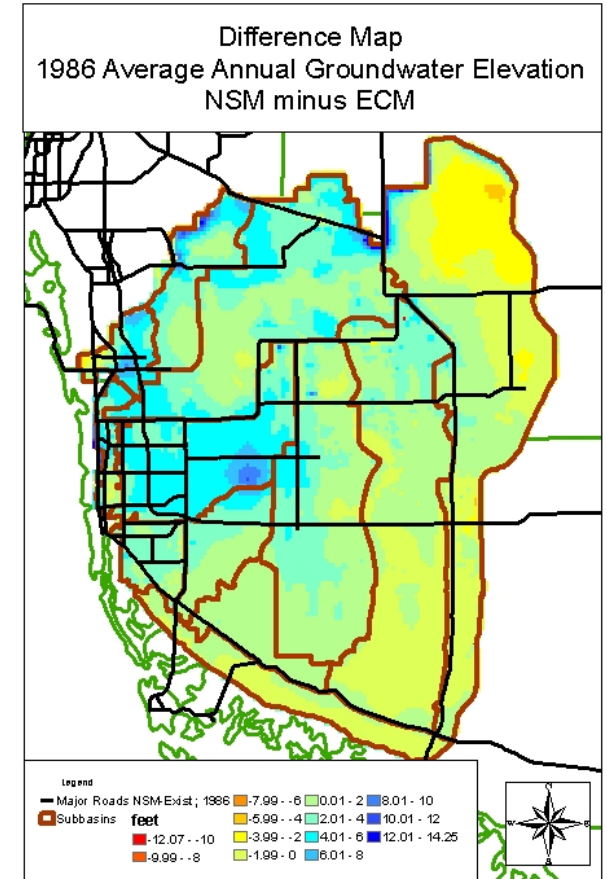 Difference Map
1986 Average Annual Groundwater Elevation
NSM minus ECM
Legend
Major Roads
Subbasins
NSM-Exist; 1986
feet
-12.07 - -10
-9.99 - -8
-7.99 - -6
-5.99 - -4
-3.99 - -2
-1.99 - 0
0.01 - 2
2.01 - 4
4.01 - 6
6.01 - 8
8.01 - 10
10.01 - 12
12.01 - 14.25